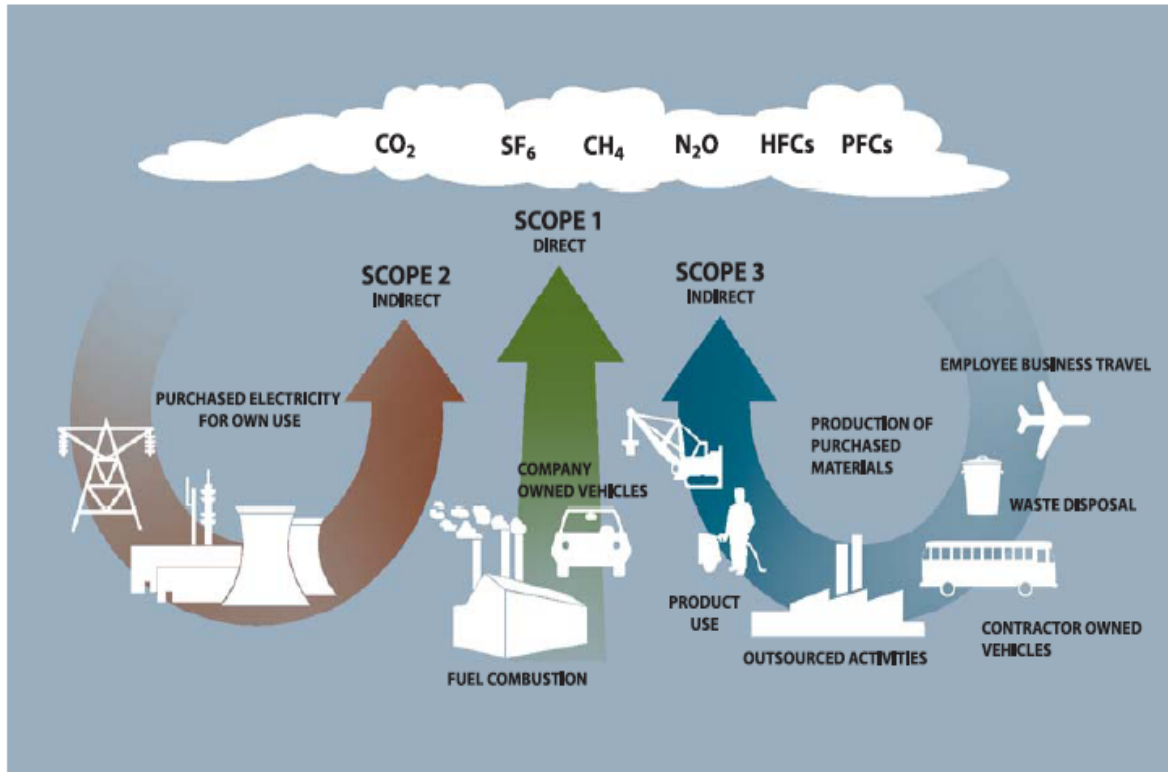 CO₂ SF₆ CH₄ N₂O HFCs PFCs
SCOPE 1
DIRECT
SCOPE 2
INDIRECT
SCOPE 3
INDIRECT
PURCHASED ELECTRICITY
FOR OWN USE
COMPANY
OWNED VEHICLES
FUEL COMBUSTION
EMPLOYEE BUSINESS TRAVEL
PRODUCTION OF
PURCHASED
MATERIALS
WASTE DISPOSAL
PRODUCT
USE
OUTSOURCED ACTIVITIES
CONTRACTOR OWNED
VEHICLES